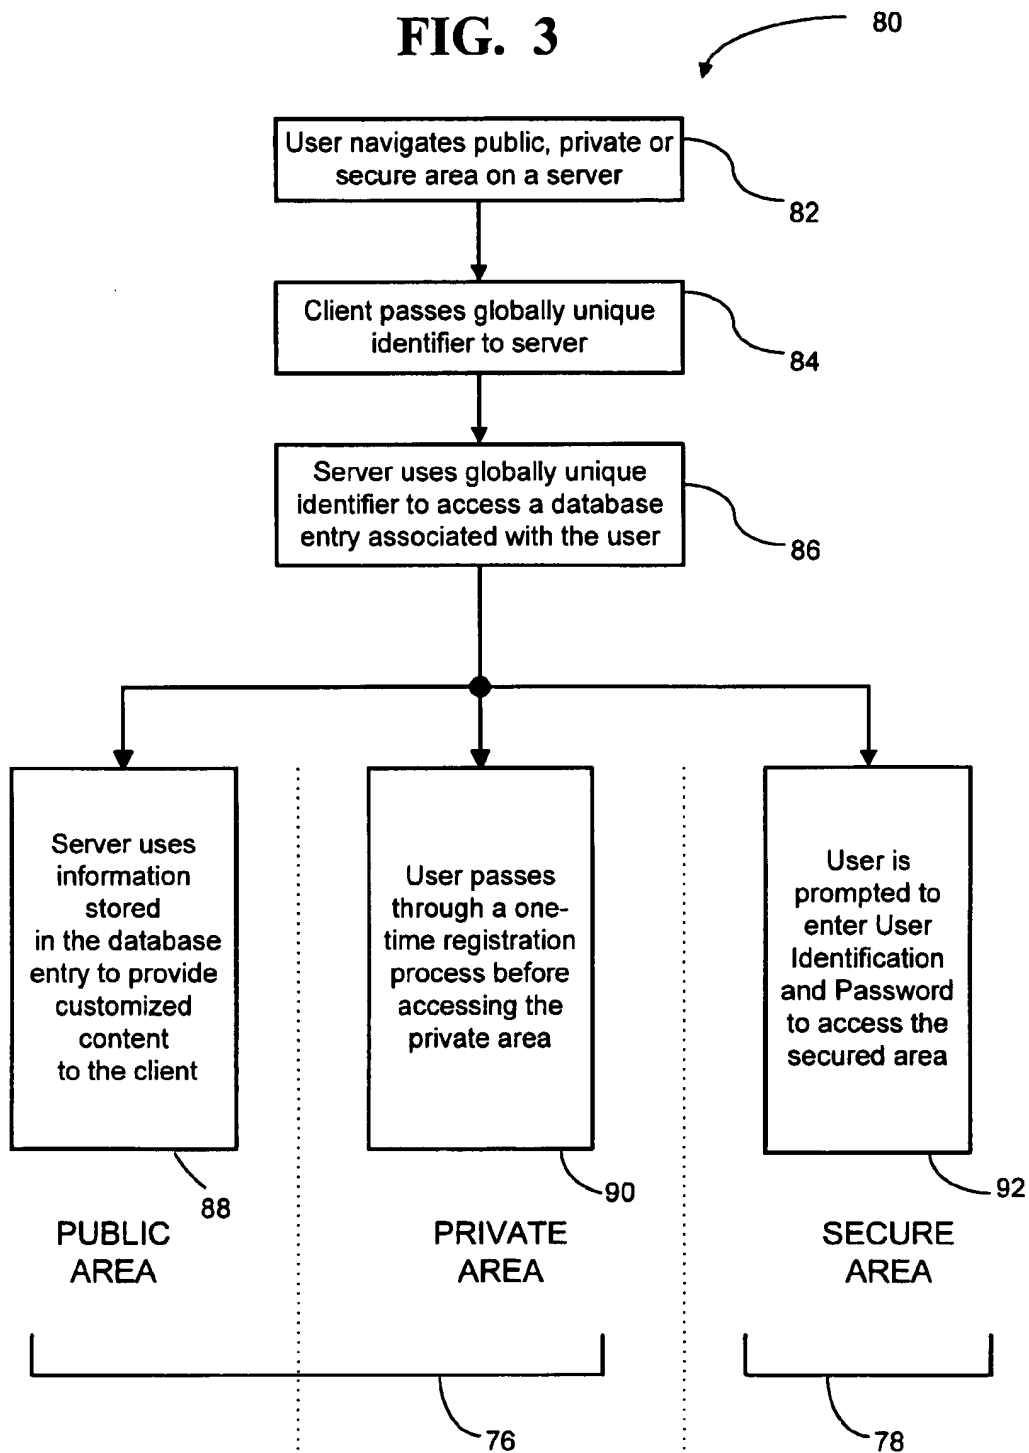 FIG. 3
80
User navigates public, private or
secure area on a server
82
Client passes globally unique
identifier to server
84
Server uses globally unique
identifier to access a database
entry associated with the user
86
Server uses
information
stored
in the database
entry to provide
customized
content
to the client
88
PUBLIC
AREA
User passes
through a one-
time registration
process before
accessing the
private area
90
PRIVATE
AREA
User is
prompted to
enter User
Identification
and Password
to access the
secured area
92
SECURE
AREA
76
78